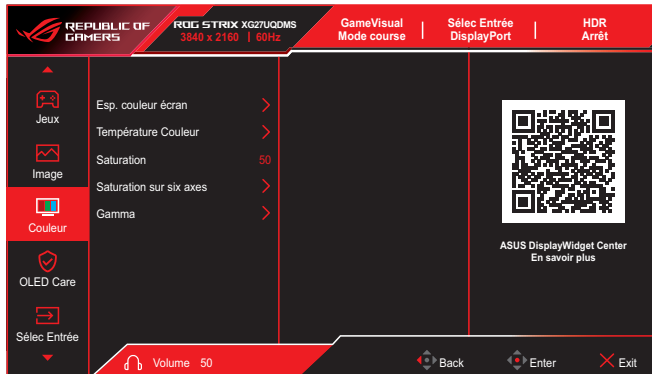 REPUBLIC OF
GAMERS
ROG STRIX XG27UQDMS
3840 x 2160 | 60Hz
GameVisual
Mode course
Sélec Entrée
DisplayPort
HDR
Arrêt
Jeux
Image
Couleur
OLED Care
Sélec Entrée
Esp. couleur écran
Température Couleur
Saturation 50
Saturation sur six axes
Gamma
ASUS DisplayWidget Center
En savoir plus
Volume 50
Back
Enter
Exit